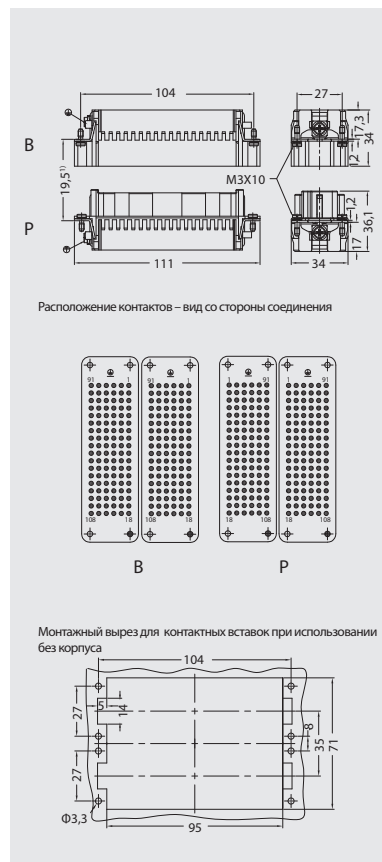 104
27
B
17,3
34
1,2
19,5¹⁾
M3X10
P
1,2
36,1
111
34
17
Расположение контактов – вид со стороны соединения
91 1 91 1 1 91 1 91
108 18 108 18 18 108 18 108
B P
Монтажный вырез для контактных вставок при использовании
без корпуса
104
5
14
27
8
35
71
27
Ф3,3
95